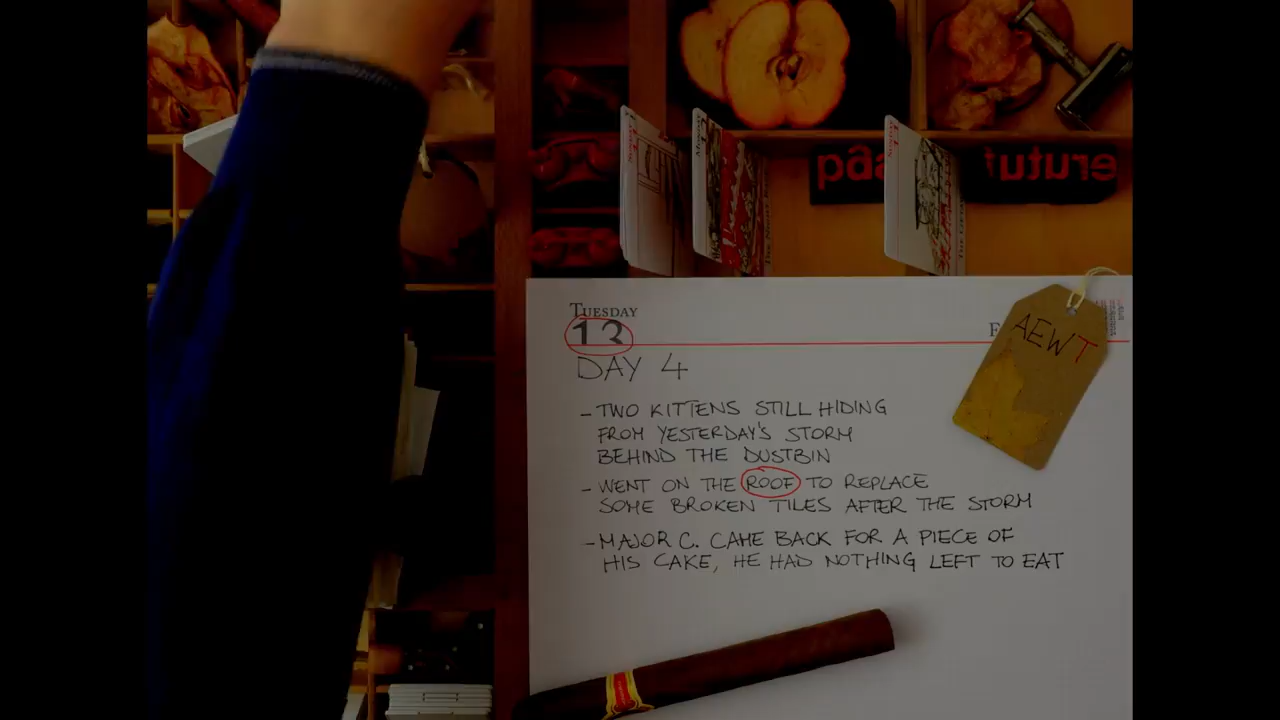 TUESDAY
13
DAY 4
AEWT
- TWO KITTENS STILL HIDING
FROM YESTERDAY'S STORM
BEHIND THE DUSTBIN
- WENT ON THE ROOF TO REPLACE
SOME BROKEN TILES AFTER THE STORM
- MAJOR C. CAME BACK FOR A PIECE OF
HIS CAKE, HE HAD NOTHING LEFT TO EAT